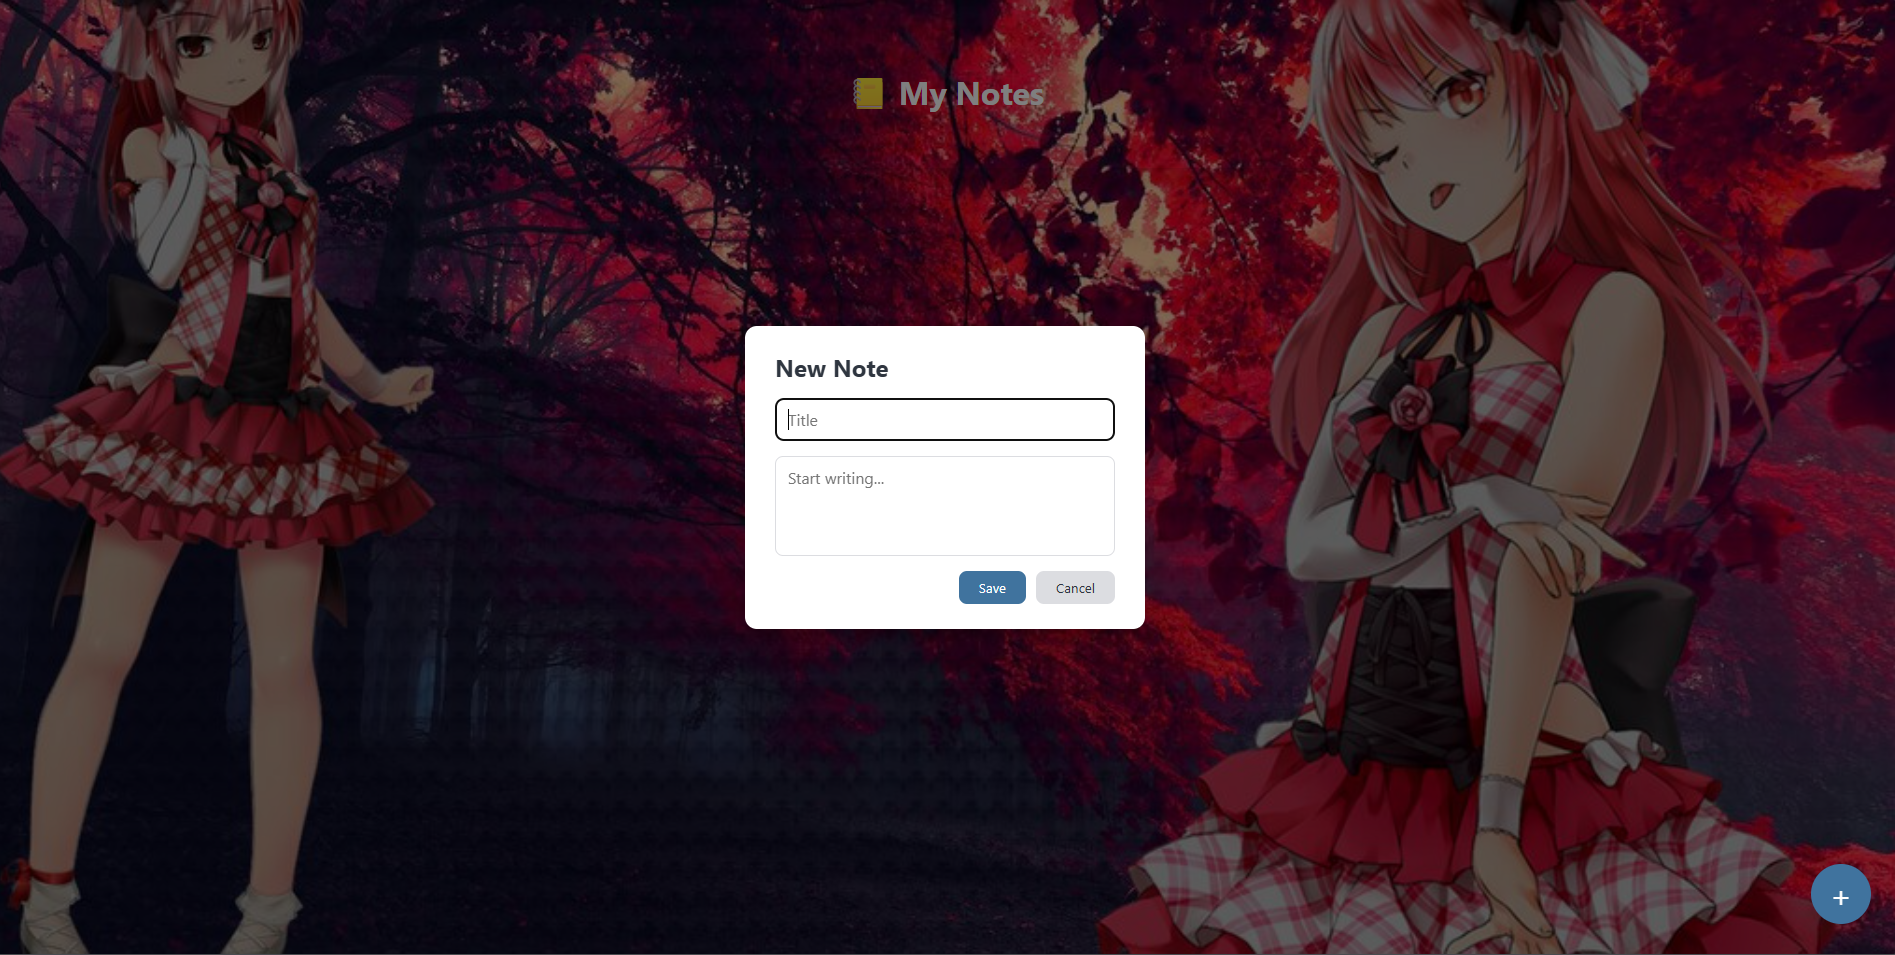 📒 My Notes
New Note
Title
Start writing...
Save
Cancel
+